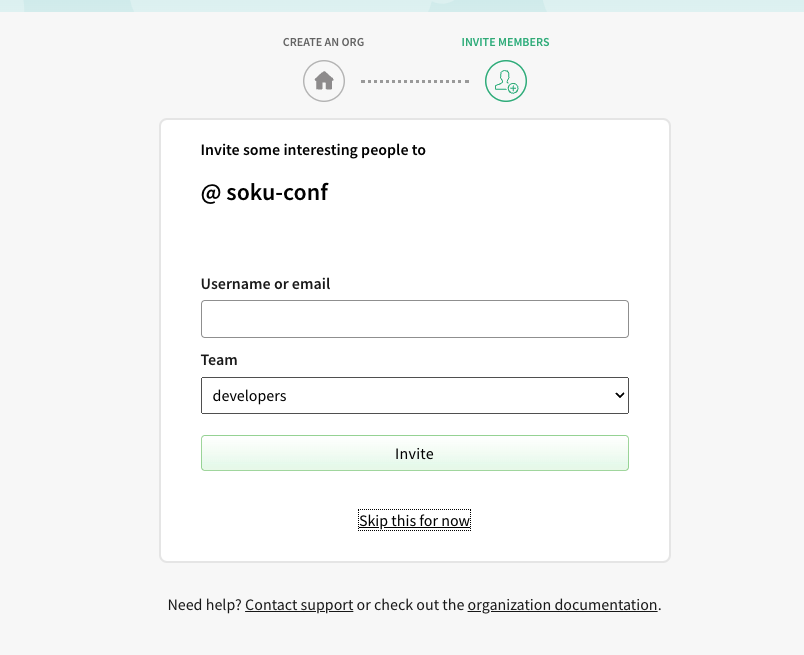 CREATE AN ORG
INVITE MEMBERS
Invite some interesting people to
@ soku-conf
Username or email
Team
developers
Invite
Skip this for now
Need help? Contact support or check out the organization documentation.